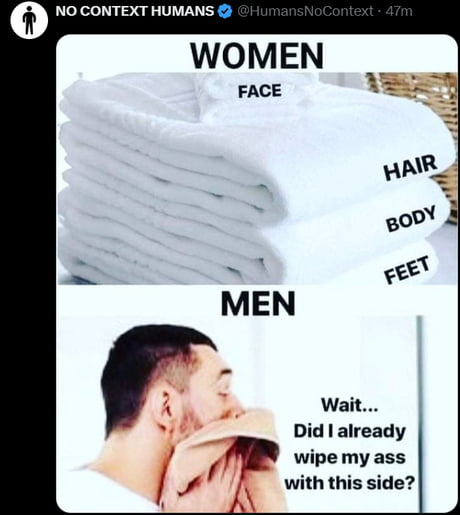 NO CONTEXT HUMANS @HumansNoContext · 47m
WOMEN
FACE
HAIR
BODY
FEET
MEN
Wait...
Did I already
wipe my ass
with this side?